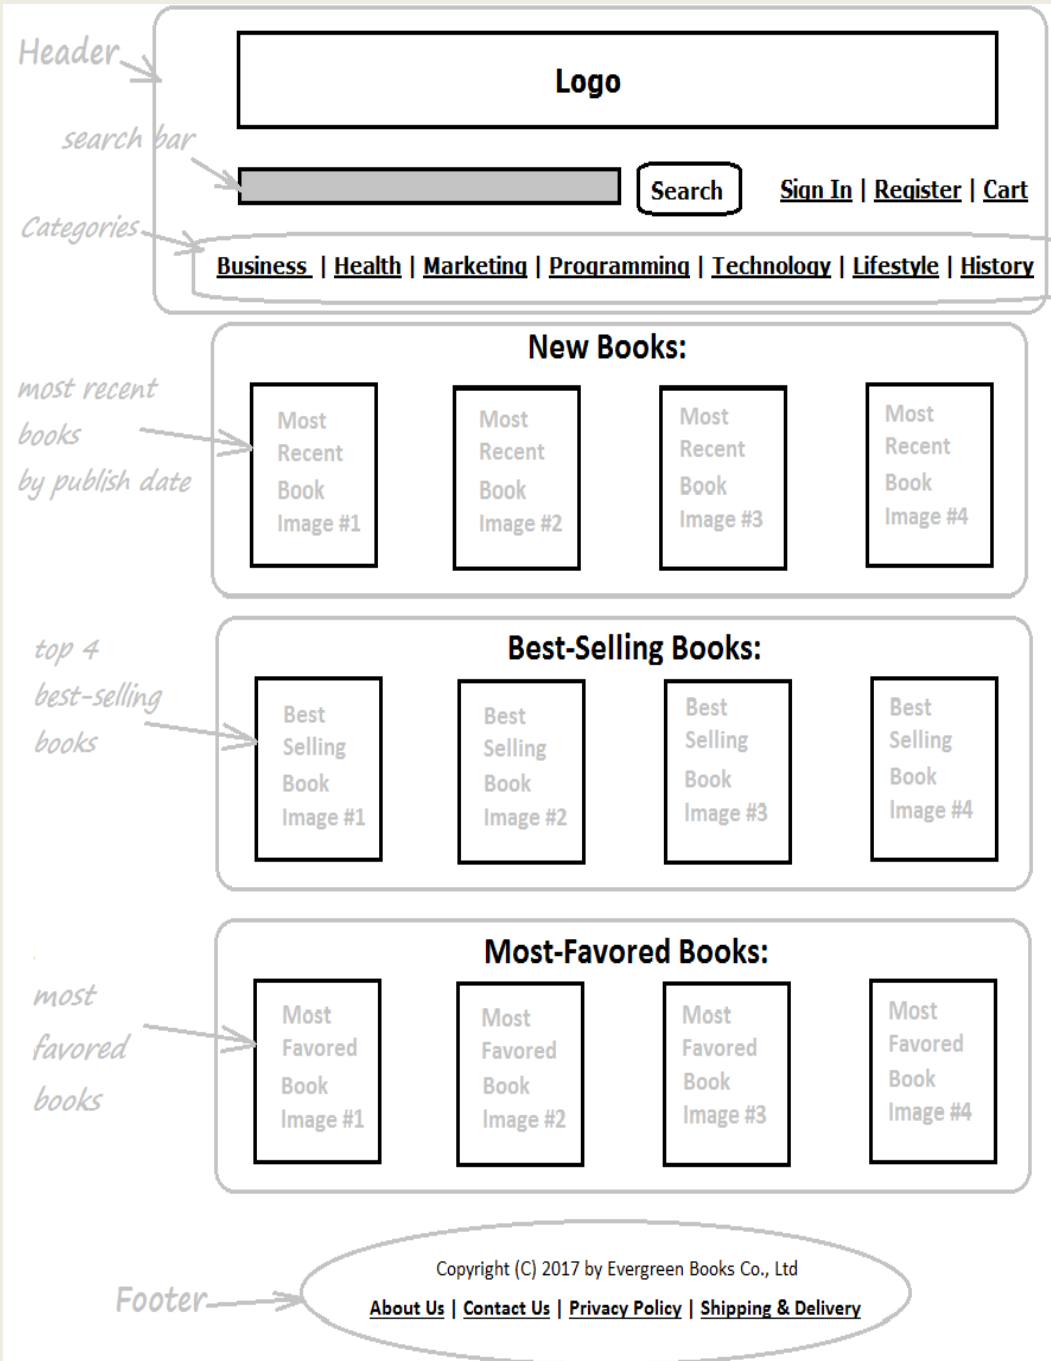 Header
Logo
search bar
Search
Sign In | Register | Cart
Categories
Business | Health | Marketing | Programming | Technology | Lifestyle | History
New Books:
most recent
books
by publish date
Most
Recent
Book
Image #1
Most
Recent
Book
Image #2
Most
Recent
Book
Image #3
Most
Recent
Book
Image #4
top 4
best-selling
books
Best-Selling Books:
Best
Selling
Book
Image #1
Best
Selling
Book
Image #2
Best
Selling
Book
Image #3
Best
Selling
Book
Image #4
Most-Favored Books:
most
favored
books
Most
Favored
Book
Image #1
Most
Favored
Book
Image #2
Most
Favored
Book
Image #3
Most
Favored
Book
Image #4
Footer
Copyright (C) 2017 by Evergreen Books Co., Ltd
About Us | Contact Us | Privacy Policy | Shipping & Delivery